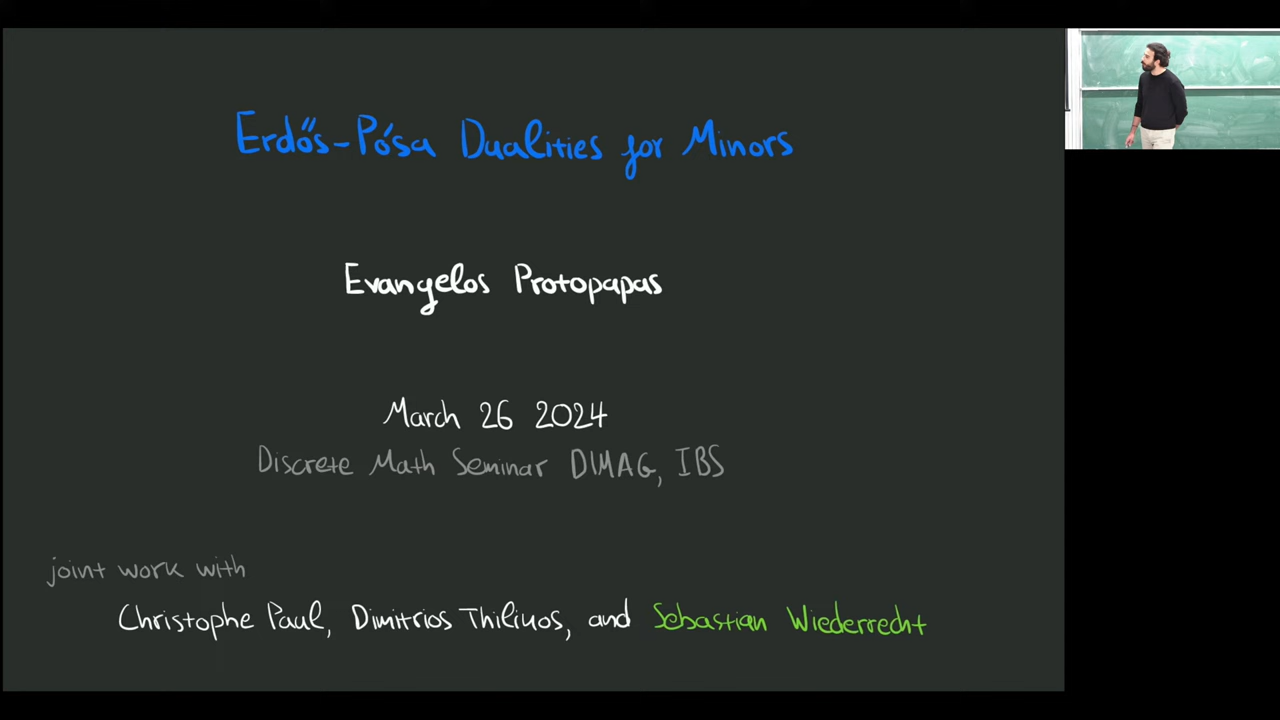 Erdős-Pósa Dualities for Minors
Evangelos Protopapas
March 26 2024
Discrete Math Seminar DIMAG, IBS
joint work with
Christophe Paul, Dimitrios Thilikos, and Sebastian Wiederrecht